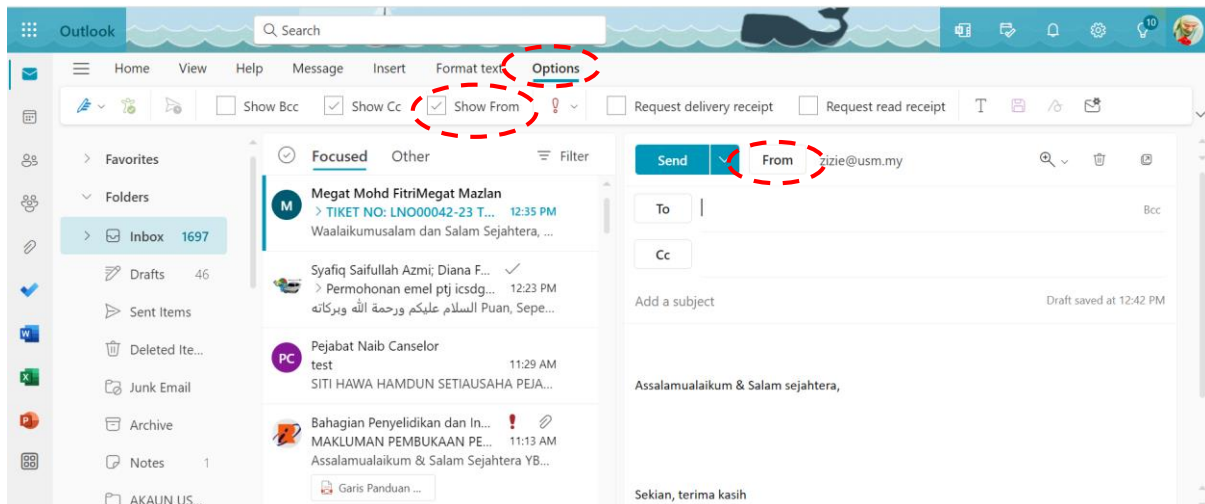 Outlook
Search
10
Home View Help Message Insert Format text Options
Show Bcc Show Cc Show From Request delivery receipt Request read receipt
Favorites
Folders
Inbox 1697
Drafts 46
Sent Items
Deleted Ite...
Junk Email
Archive
Notes 1
AKAUN US...
Focused Other Filter
M
Megat Mohd FitriMegat Mazlan
> TIKET NO: LNO00042-23 T... 12:35 PM
Waalaikumusalam dan Salam Sejahtera, ...
Syafiq Saifullah Azmi; Diana F...
> Permohonan emel ptj icsdg... 12:23 PM
السلام عليكم ورحمة الله وبركاته Puan, Sepe...
PC
Pejabat Naib Canselor
test 11:29 AM
SITI HAWA HAMDUN SETIAUSAHA PEJA...
Bahagian Penyelidikan dan In...
MAKLUMAN PEMBUKAAN PE... 11:13 AM
Assalamualaikum & Salam Sejahtera YB...
Garis Panduan ...
Send From zizie@usm.my
To Bcc
Cc
Add a subject Draft saved at 12:42 PM
Assalamualaikum & Salam sejahtera,
Sekian, terima kasih